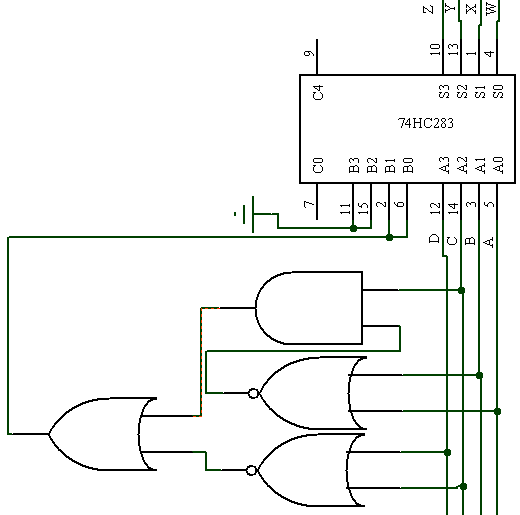 Z Y X W
9 10 13 1 4
C4 S3 S2 S1 S0
74HC283
C0 B3 B2 B1 B0 A3 A2 A1 A0
7 11 15 2 6 12 14 3 5
D C B A